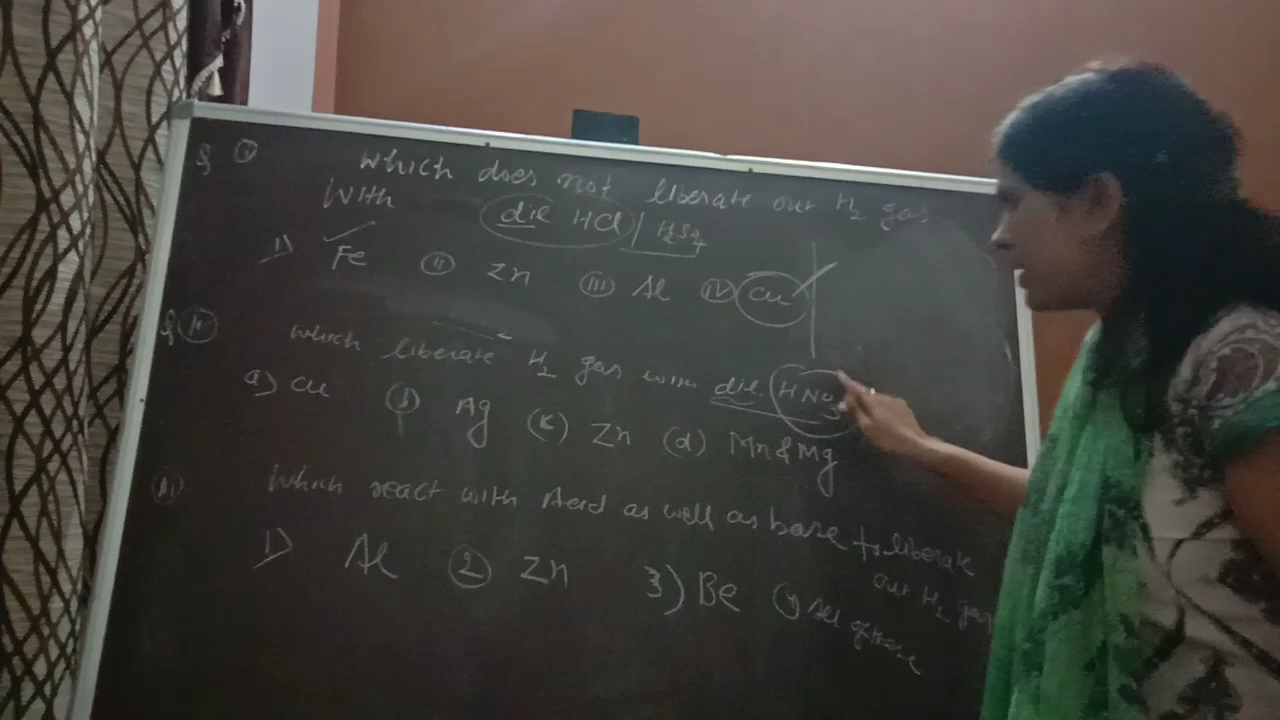 Q (i) Which does not liberate out H2 gas
With dil HCl / H2SO4
1) Fe (ii) Zn (iii) Al (iv) Cu
Q (ii) Which liberate H2 gas with dil. HNO3
a) Cu (b) Ag (c) Zn (d) Mn & Mg
(iii) Which react with Acid as well as base to liberate
out H2 gas
1) Al (2) Zn 3) Be (4) All of these